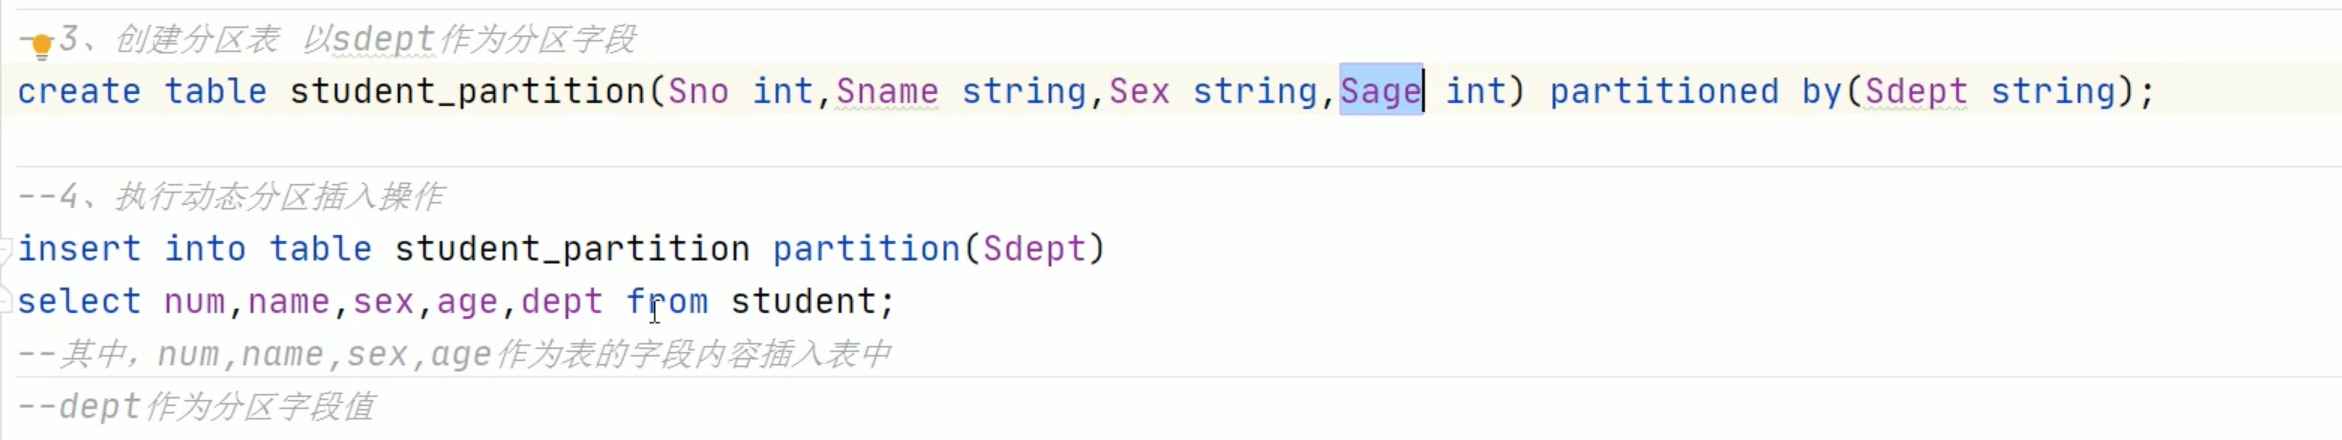 --3、创建分区表 以sdept作为分区字段
create table student_partition(Sno int,Sname string,Sex string,Sage int) partitioned by(Sdept string);
--4、执行动态分区插入操作
insert into table student_partition partition(Sdept)
select num,name,sex,age,dept from student;
--其中，num,name,sex,age作为表的字段内容插入表中
--dept作为分区字段值